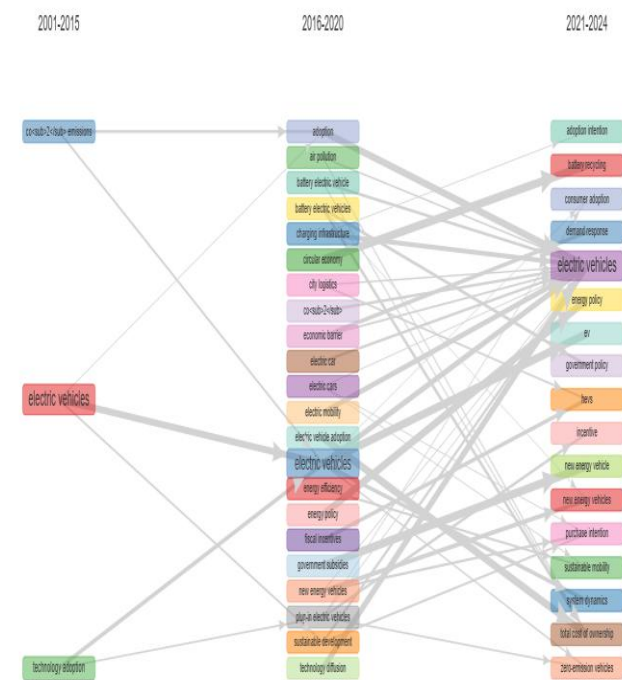 2001-2015
2016-2020
2021-2024
co<sub>2</sub> emissions
electric vehicles
technology adoption
adoption
air pollution
battery electric vehicle
battery electric vehicles
charging infrastructure
circular economy
city logistics
co<sub>2</sub>
economic barrier
electric car
electric cars
electric mobility
electric vehicle adoption
electric vehicles
energy efficiency
energy policy
fiscal incentives
government subsidies
new energy vehicles
plug-in electric vehicles
sustainable development
technology diffusion
adoption intention
battery recycling
consumer adoption
demand response
electric vehicles
energy policy
ev
government policy
hevs
incentive
new energy vehicle
new energy vehicles
purchase intention
sustainable mobility
system dynamics
total cost of ownership
zero-emission vehicles